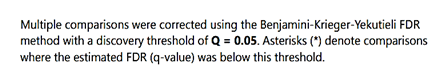 Multiple comparisons were corrected using the Benjamini-Krieger-Yekutieli FDR
method with a discovery threshold of Q = 0.05. Asterisks (*) denote comparisons
where the estimated FDR (q-value) was below this threshold.